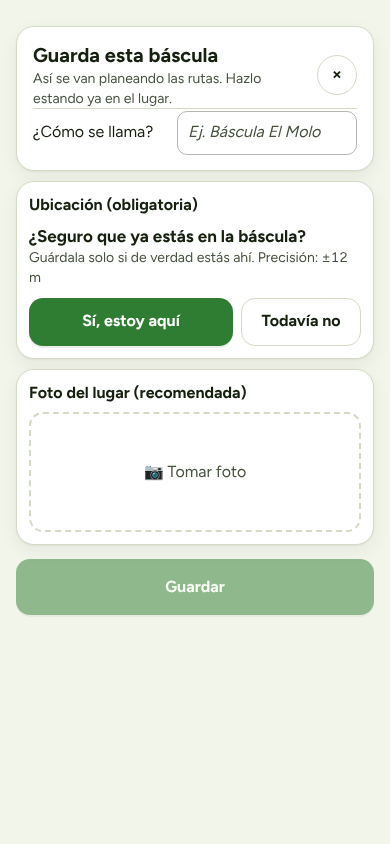 Guarda esta báscula
Así se van planeando las rutas. Hazlo
estando ya en el lugar.
×
¿Cómo se llama?
Ej. Báscula El Molo
Ubicación (obligatoria)
¿Seguro que ya estás en la báscula?
Guárdala solo si de verdad estás ahí. Precisión: ±12
m
Sí, estoy aquí
Todavía no
Foto del lugar (recomendada)
📷 Tomar foto
Guardar